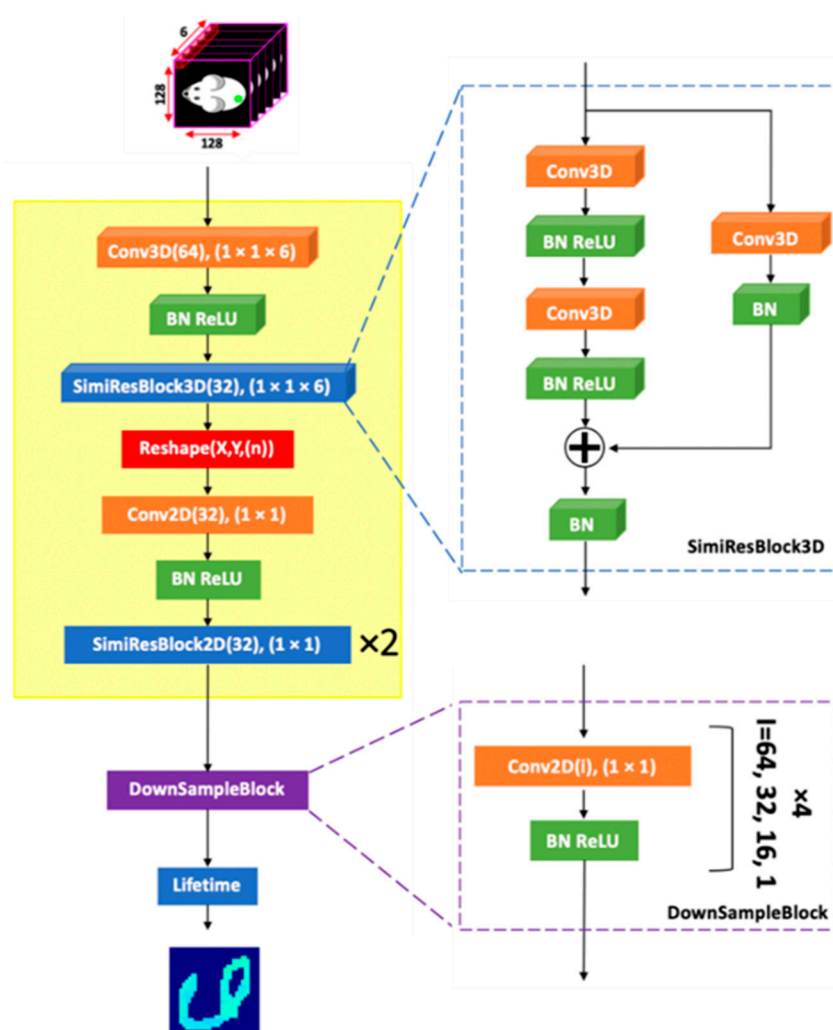 6
128
128
Conv3D(64), (1 × 1 × 6)
BN ReLU
SimiResBlock3D(32), (1 × 1 × 6)
Reshape(X,Y,(n))
Conv2D(32), (1 × 1)
BN ReLU
SimiResBlock2D(32), (1 × 1)
×2
DownSampleBlock
Lifetime
Conv3D
BN ReLU
Conv3D
BN ReLU
Conv3D
BN
BN
SimiResBlock3D
Conv2D(i), (1 × 1)
BN ReLU
×4
I=64, 32, 16, 1
DownSampleBlock